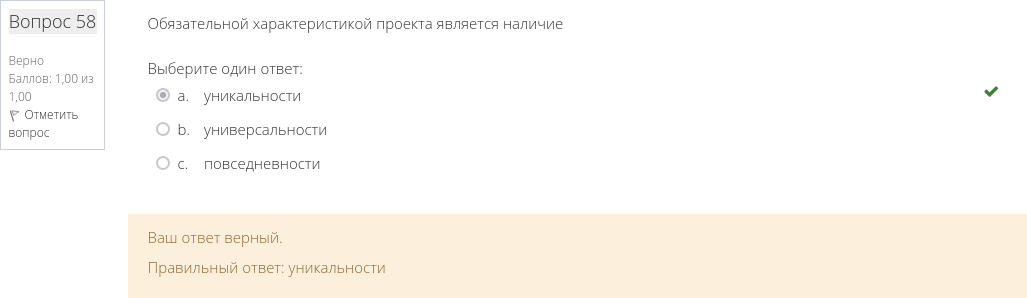 Вопрос 58
Верно
Баллов: 1,00 из
1,00
Отметить
вопрос
Обязательной характеристикой проекта является наличие
Выберите один ответ:
a. уникальности
b. универсальности
c. повседневности
Ваш ответ верный.
Правильный ответ: уникальности